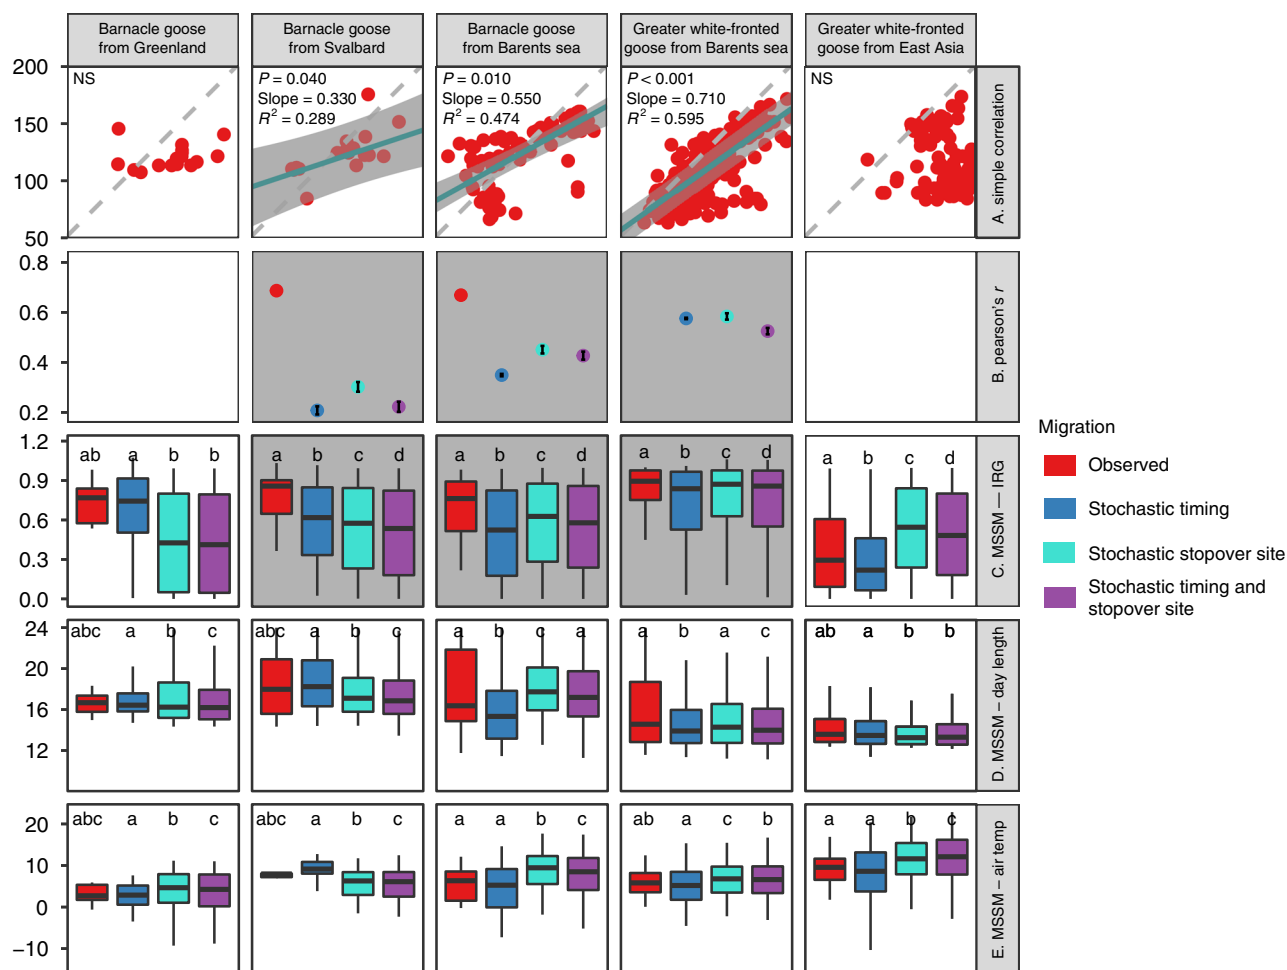 Barnacle goose
from Greenland
Barnacle goose
from Svalbard
Barnacle goose
from Barents sea
Greater white-fronted
goose from Barents sea
Greater white-fronted
goose from East Asia
200
150
100
50
NS
P = 0.040
Slope = 0.330
R² = 0.289
P = 0.010
Slope = 0.550
R² = 0.474
P < 0.001
Slope = 0.710
R² = 0.595
NS
A. simple correlation
0.8
0.6
0.4
0.2
B. pearson's r
1.2
0.9
0.6
0.3
0.0
ab a b b
a b c d
a b c d
a b c d
a b c d
C. MSSM — IRG
24
20
16
12
abc a b c
abc a b c
a b c a
a b a c
ab a b b
D. MSSM – day length
20
10
0
−10
abc a b c
abc a b c
a a b c
ab a c b
a a b c
E. MSSM – air temp
Migration
Observed
Stochastic timing
Stochastic stopover site
Stochastic timing and
stopover site